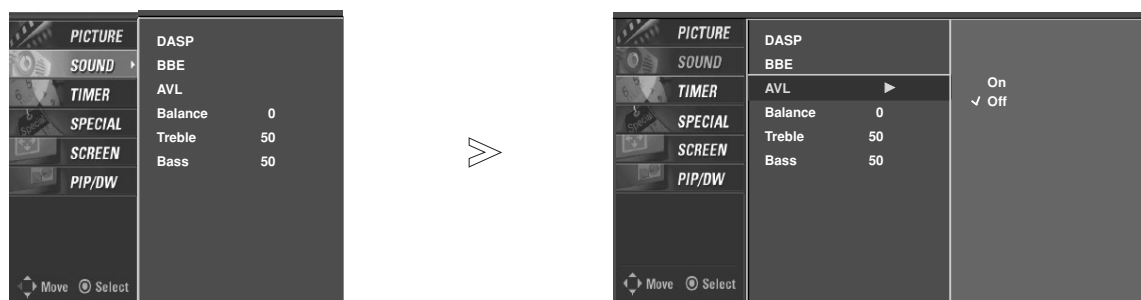 PICTURE
SOUND
TIMER
SPECIAL
SCREEN
PIP/DW
Move Select
DASP
BBE
AVL
Balance 0
Treble 50
Bass 50
PICTURE
SOUND
TIMER
SPECIAL
SCREEN
PIP/DW
Move Select
DASP
BBE
AVL
Balance 0
Treble 50
Bass 50
On
Off